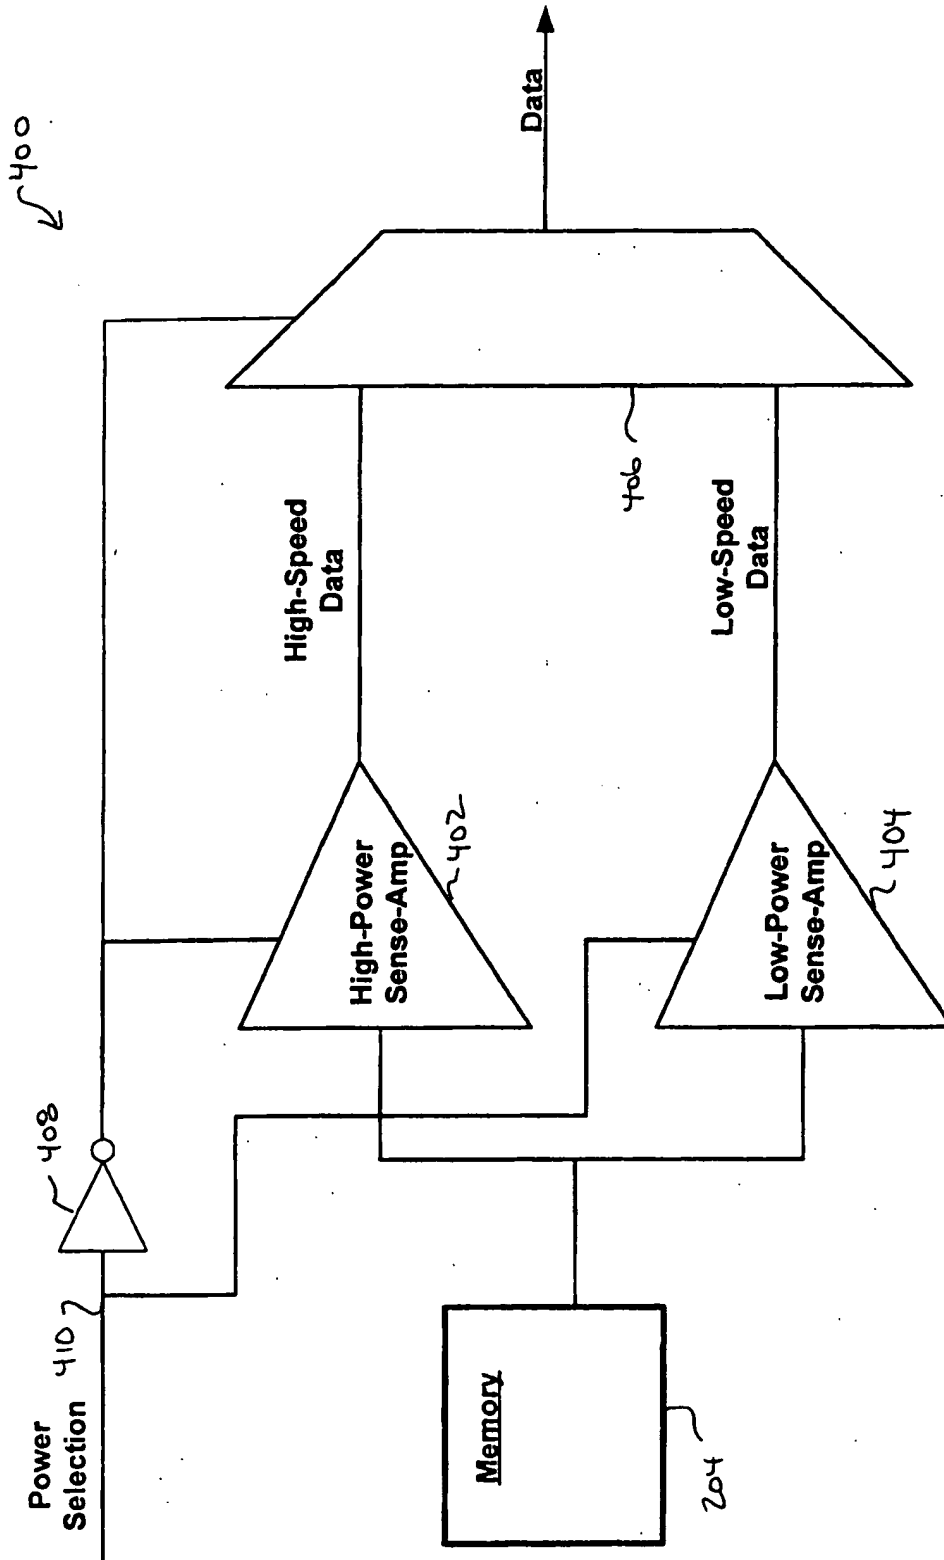 400
Power
Selection
410
408
High-Power
Sense-Amp
402
High-Speed
Data
Data
406
Memory
204
Low-Power
Sense-Amp
404
Low-Speed
Data